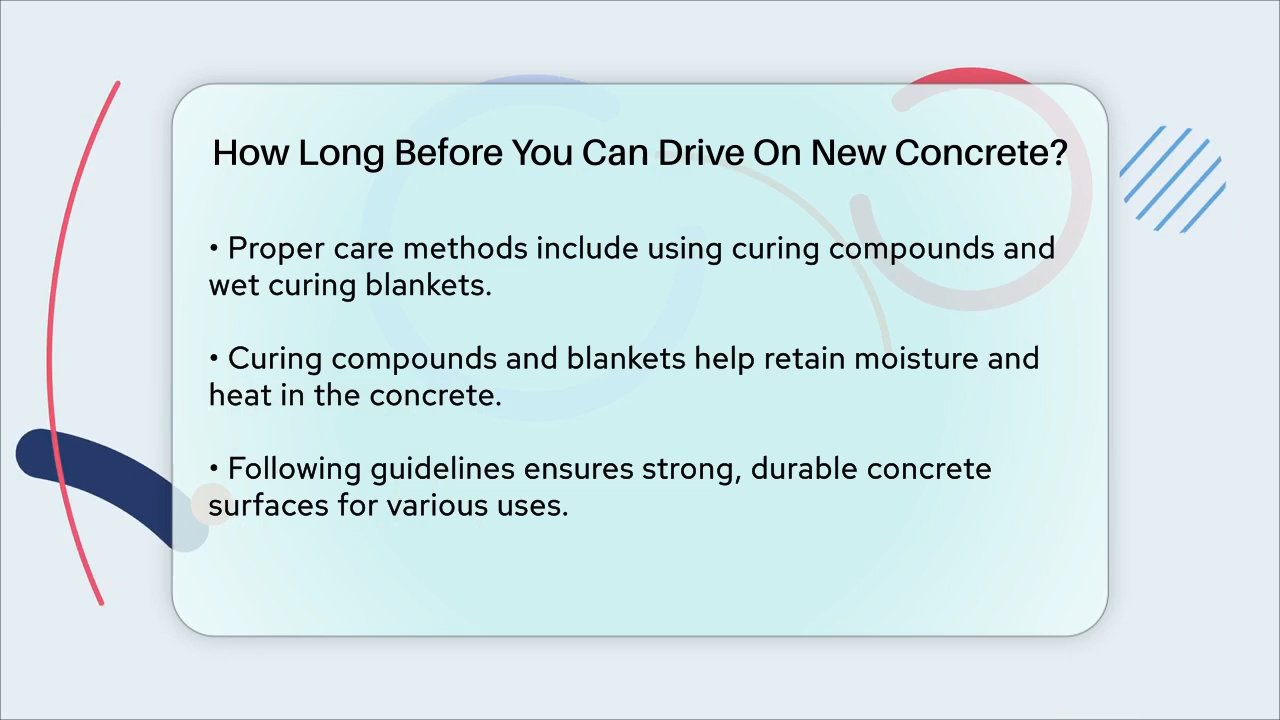 How Long Before You Can Drive On New Concrete?
• Proper care methods include using curing compounds and
wet curing blankets.
• Curing compounds and blankets help retain moisture and
heat in the concrete.
• Following guidelines ensures strong, durable concrete
surfaces for various uses.